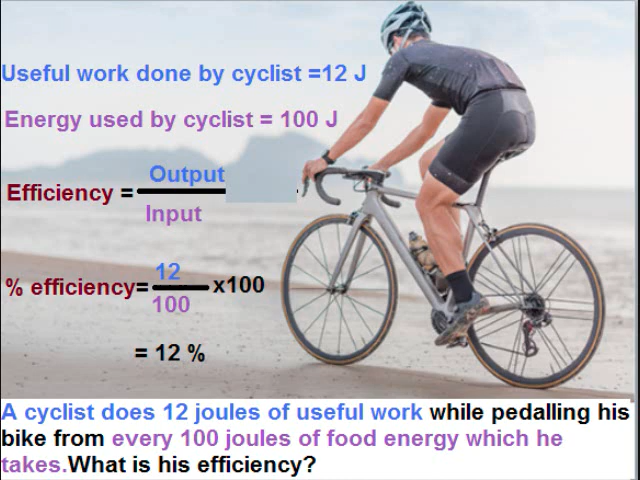 Useful work done by cyclist =12 J
Energy used by cyclist = 100 J
Efficiency = Output
Input
% efficiency= 12 x100
100
= 12 %
A cyclist does 12 joules of useful work while pedalling his
bike from every 100 joules of food energy which he
takes.What is his efficiency?